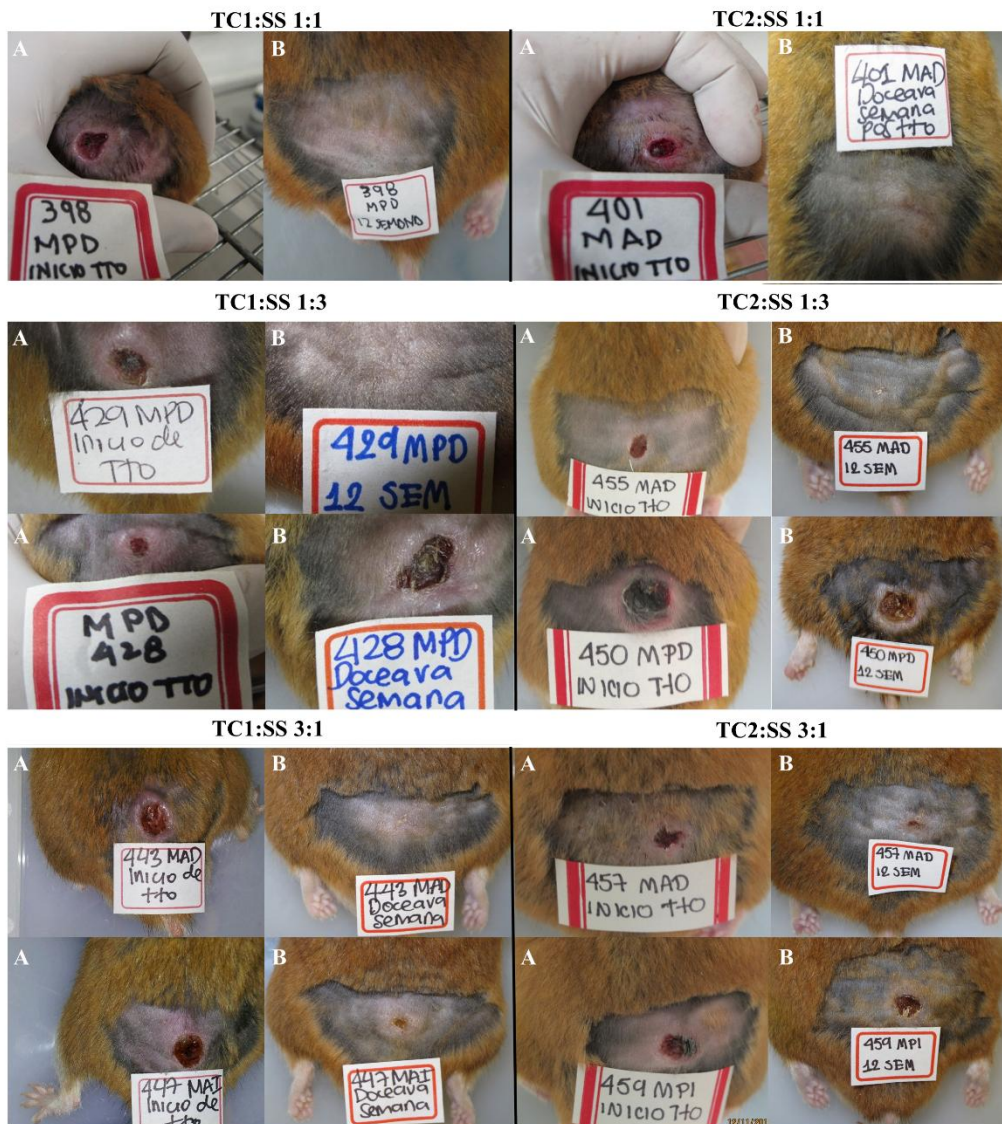 TC1:SS 1:1
TC2:SS 1:1
A
B
A
B
398
MPD
INICIO TTO
398
MPD
12 SEMONO
401
MAD
INICIO TTO
401 MAD
Doceava
semana
pos TTO
TC1:SS 1:3
TC2:SS 1:3
A
B
A
B
429 MPD
Inicio de
TTO
429 MPD
12 SEM
455 MAD
INICIO TTO
455 MAD
12 SEM
A
B
A
B
MPD
428
INICIO TTO
428 MPD
Doceava
semana
450 MPD
INICIO TTO
450 MPD
12 SEM
TC1:SS 3:1
TC2:SS 3:1
A
B
A
B
443 MAD
Inicio de
tto
443 MAD
Doceava
semana
457 MAD
INICIO TTO
457 MAD
12 SEM
A
B
A
B
447 MAI
Inicio de
tto
447 MAI
Doceava
semana
459 MPI
INICIO TTO
459 MPI
12 SEM